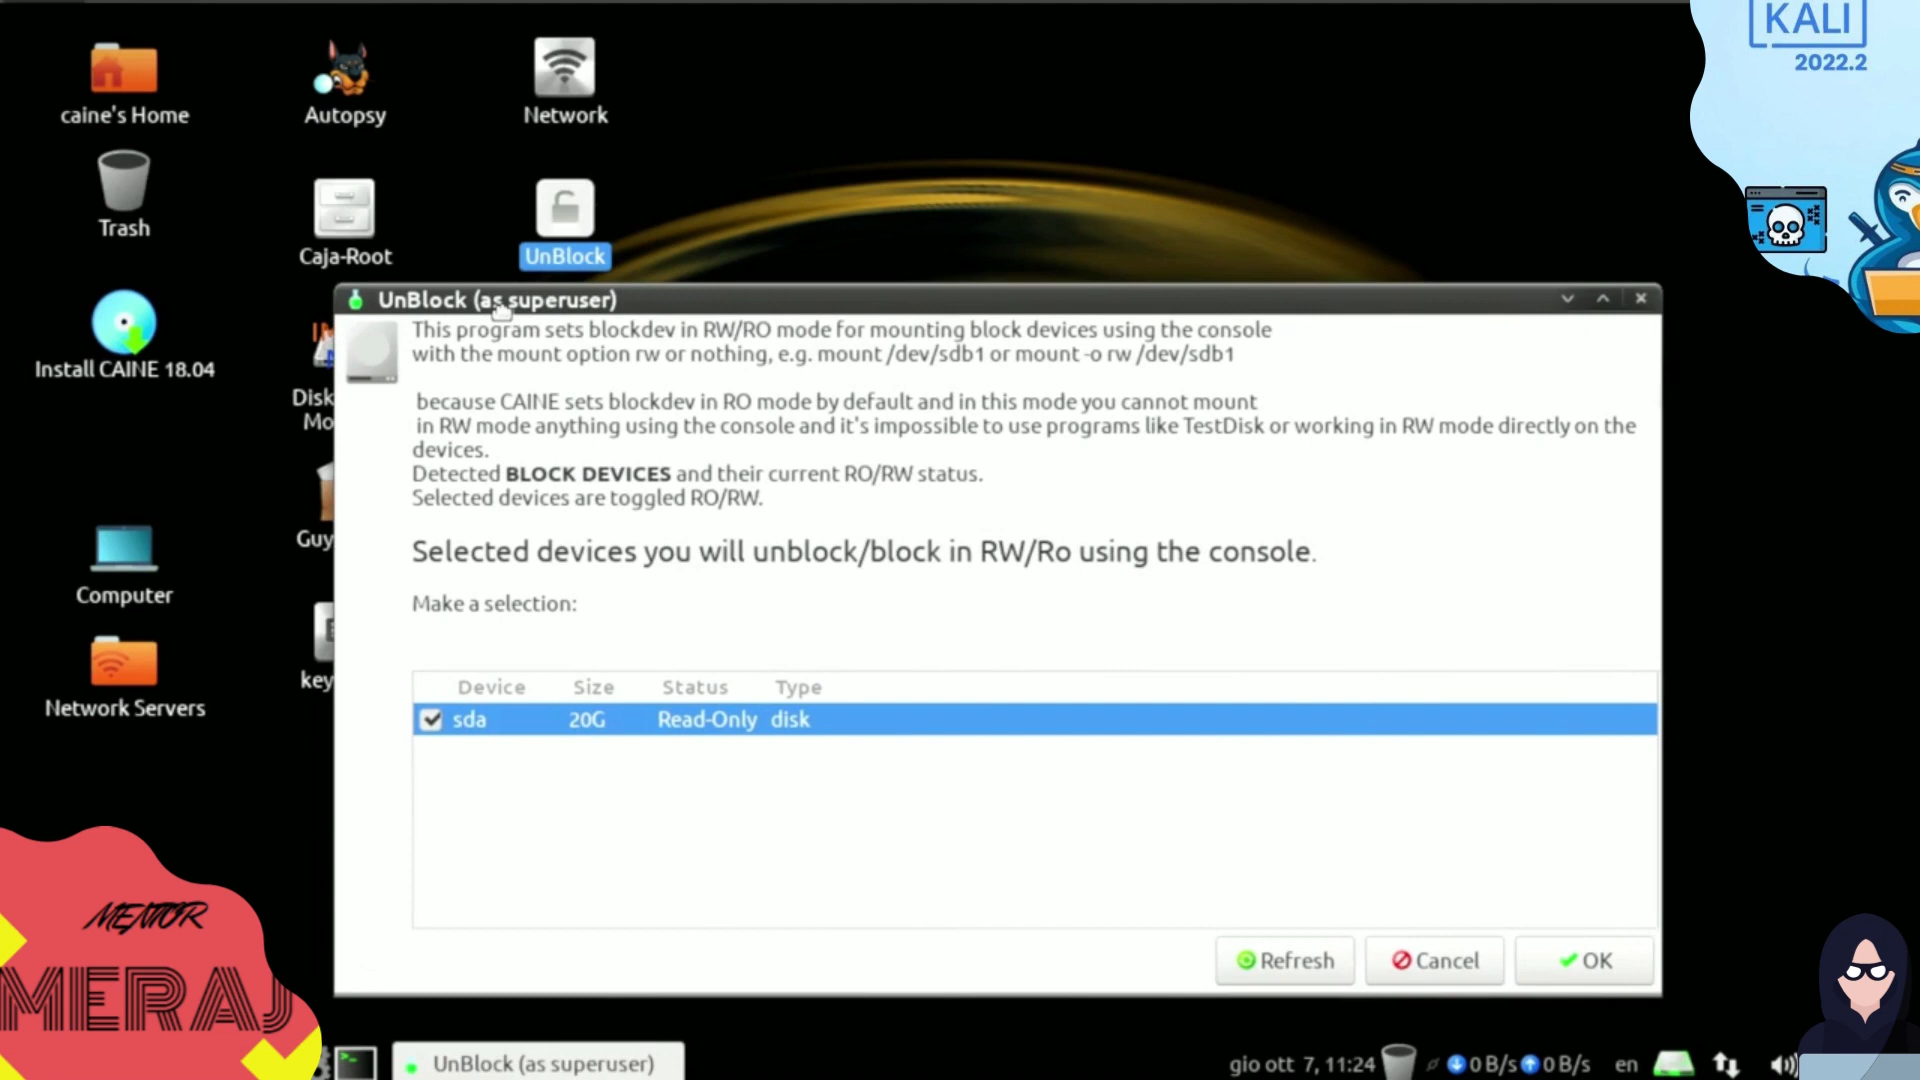 KALI
2022.2
caine's Home
Autopsy
Network
Trash
Caja-Root
UnBlock
Install CAINE 18.04
Disk
Mo
Guy
Computer
key
Network Servers
UnBlock (as superuser)
This program sets blockdev in RW/RO mode for mounting block devices using the console
with the mount option rw or nothing, e.g. mount /dev/sdb1 or mount -o rw /dev/sdb1
because CAINE sets blockdev in RO mode by default and in this mode you cannot mount
in RW mode anything using the console and it's impossible to use programs like TestDisk or working in RW mode directly on the
devices.
Detected BLOCK DEVICES and their current RO/RW status.
Selected devices are toggled RO/RW.
Selected devices you will unblock/block in RW/Ro using the console.
Make a selection:
Device Size Status Type
sda 20G Read-Only disk
Refresh Cancel OK
MENTOR
MERAJ
UnBlock (as superuser)
gio ott 7, 11:24
0 B/s 0 B/s
en